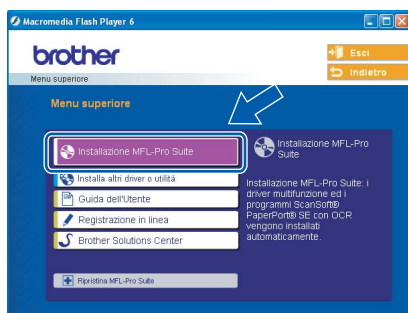 Macromedia Flash Player 6
brother
Esci
Indietro
Menu superiore
Menu superiore
Installazione MFL-Pro Suite
Installa altri driver o utilità
Guida dell'Utente
Registrazione in linea
Brother Solutions Center
Ripristina MFL-Pro Suite
Installazione MFL-Pro
Suite
Installazione MFL-Pro Suite: i
driver multifunzione ed i
programmi ScanSoft®
PaperPort® SE con OCR
vengono installati
automaticamente.